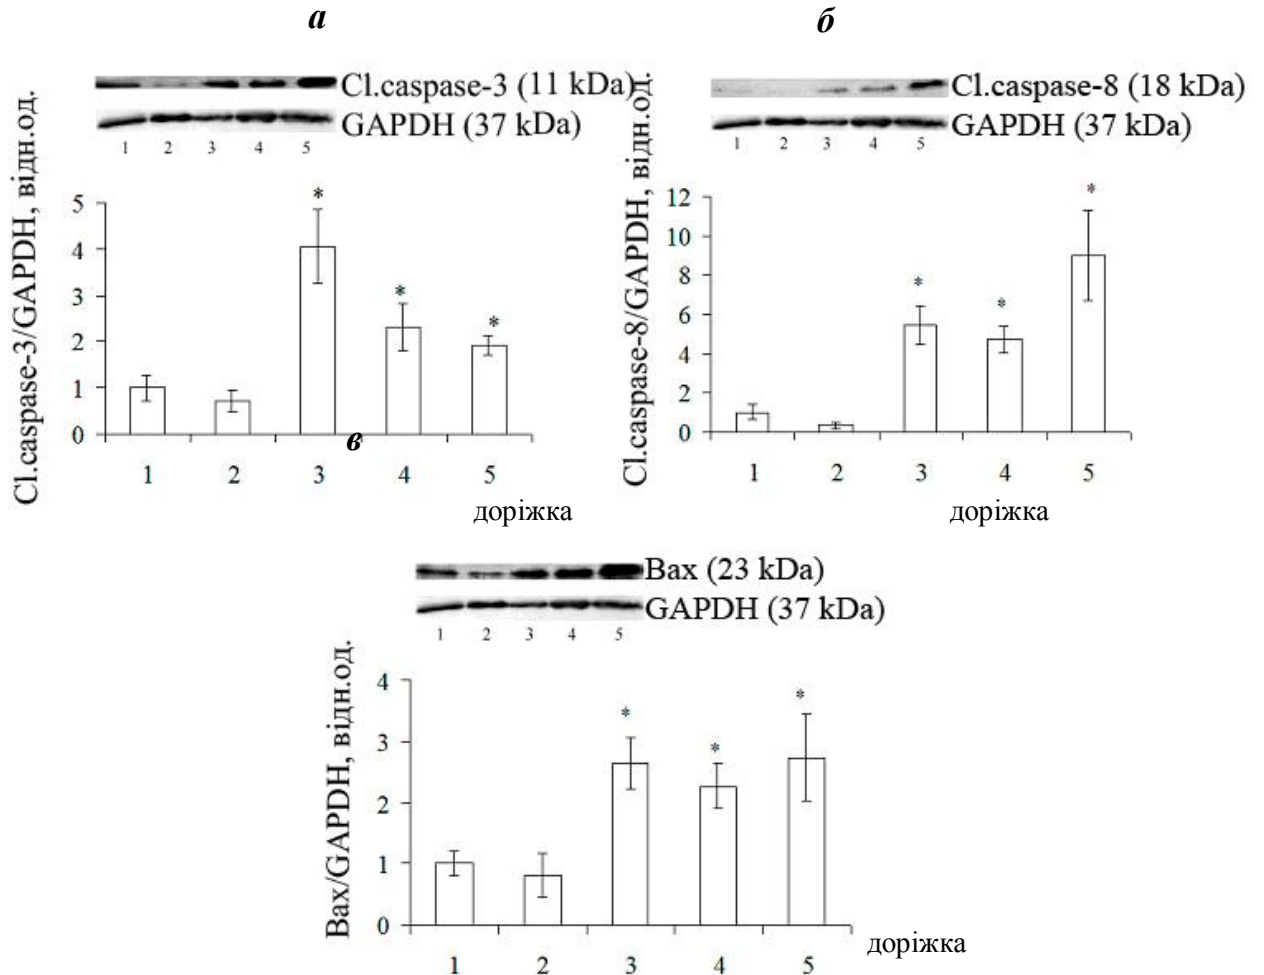 а
Cl.caspase-3 (11 kDa)
GAPDH (37 kDa)
1 2 3 4 5
Cl.caspase-3/GAPDH, відн.од.
5
4
3
2
1
0
* * *
1 2 3 4 5
доріжка
б
Cl.caspase-8 (18 kDa)
GAPDH (37 kDa)
1 2 3 4 5
Cl.caspase-8/GAPDH, відн.од.
12
10
8
6
4
2
0
* * *
1 2 3 4 5
доріжка
в
Bax (23 kDa)
GAPDH (37 kDa)
1 2 3 4 5
Bax/GAPDH, відн.од.
4
3
2
1
0
* * *
1 2 3 4 5
доріжка